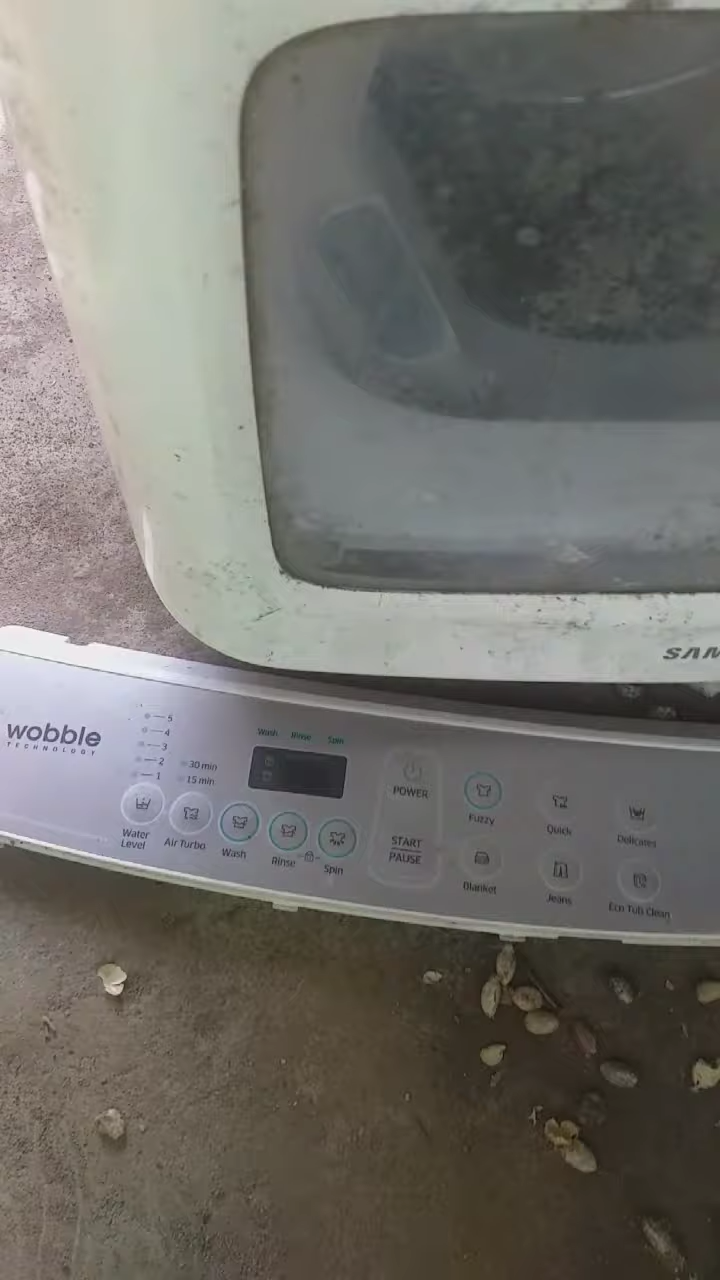 SAM
wobble
TECHNOLOGY
5
4
3
2
1
30 min
15 min
Water
Level
Air Turbo
Wash Rinse Spin
Wash
Rinse
Spin
POWER
START
PAUSE
Fuzzy
Quick
Delicates
Blanket
Jeans
Eco Tub Clean